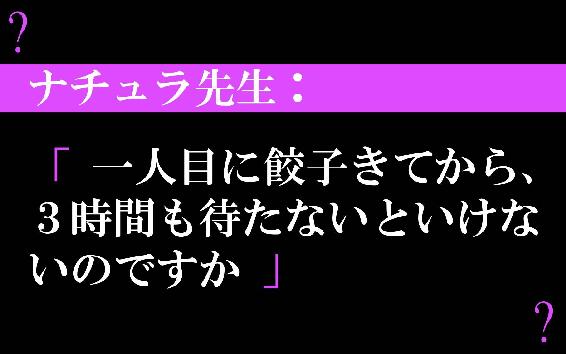 ?
ナチュラ先生：
「 一人目に餃子きてから、
３時間も待たないといけな
いのですか 」
?